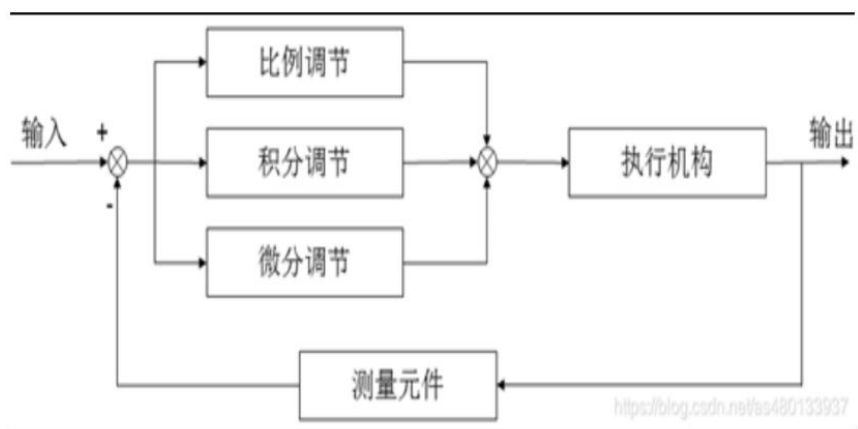 比例调节
输入
+
积分调节
执行机构
输出
-
微分调节
测量元件
https://blog.csdn.net/as480133937